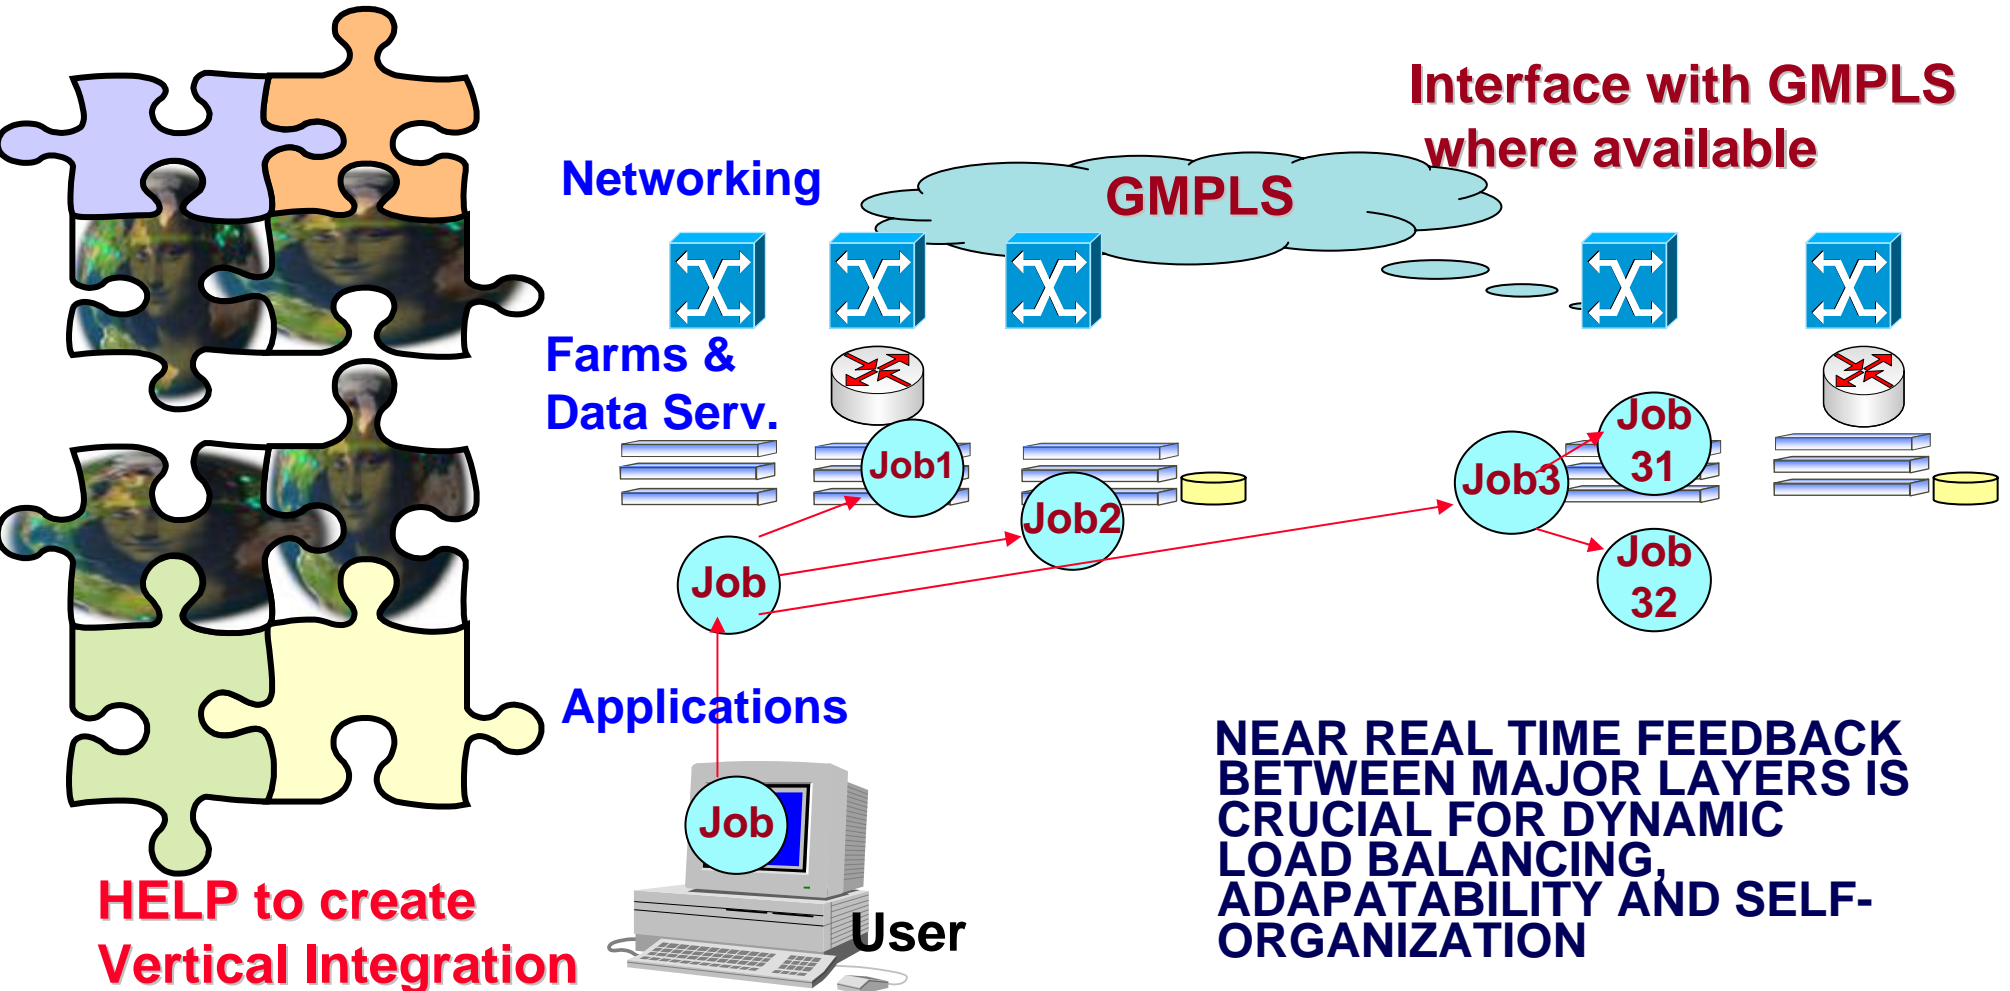 Interface with GMPLS
where available
Networking
GMPLS
Farms &
Data Serv.
Job1
Job2
Job3
Job
31
Job
32
Job
Applications
Job
User
NEAR REAL TIME FEEDBACK
BETWEEN MAJOR LAYERS IS
CRUCIAL FOR DYNAMIC
LOAD BALANCING,
ADAPATABILITY AND SELF-
ORGANIZATION
HELP to create
Vertical Integration